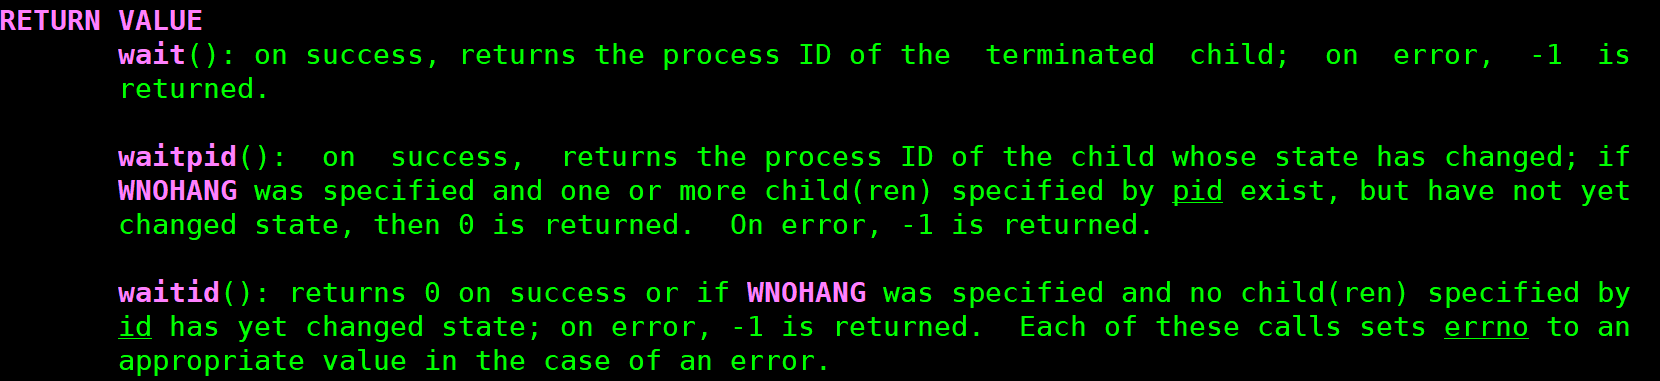 RETURN VALUE
wait(): on success, returns the process ID of the  terminated  child;  on  error,  -1  is
returned.
waitpid():  on  success,  returns the process ID of the child whose state has changed; if
WNOHANG was specified and one or more child(ren) specified by pid exist, but have not yet
changed state, then 0 is returned.  On error, -1 is returned.
waitid(): returns 0 on success or if WNOHANG was specified and no child(ren) specified by
id has yet changed state; on error, -1 is returned.  Each of these calls sets errno to an
appropriate value in the case of an error.